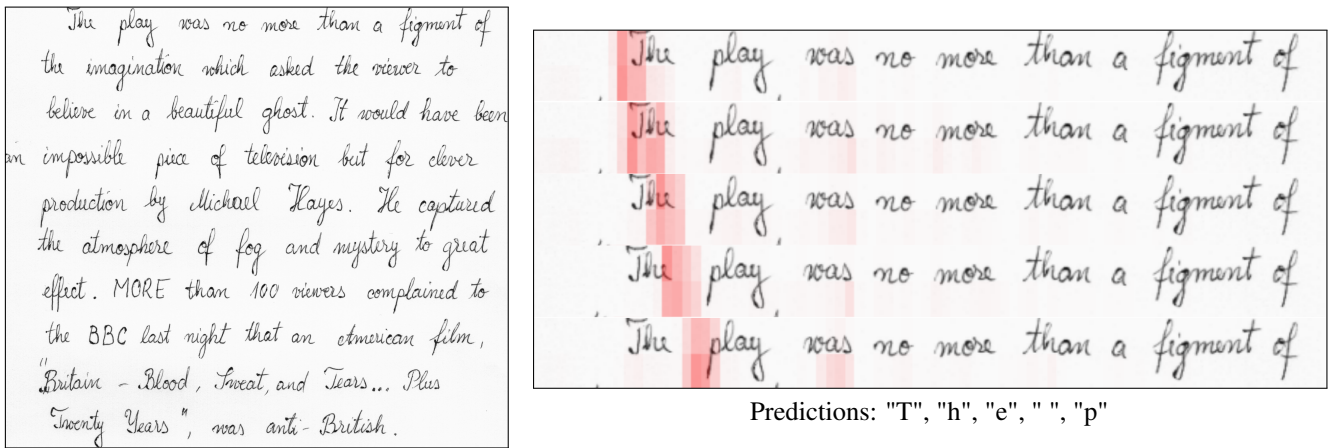 The play was no more than a figment of
the imagination which asked the viewer to
believe in a beautiful ghost. It would have been
an impossible piece of television but for clever
production by Michael Hayes. He captured
the atmosphere of fog and mystery to great
effect. MORE than 100 viewers complained to
the BBC last night that an American film,
"Britain - Blood, Sweat, and Tears... Plus
Twenty Years", was anti-British.
The play was no more than a figment of
The play was no more than a figment of
The play was no more than a figment of
The play was no more than a figment of
The play was no more than a figment of
Predictions: "T", "h", "e", " ", "p"